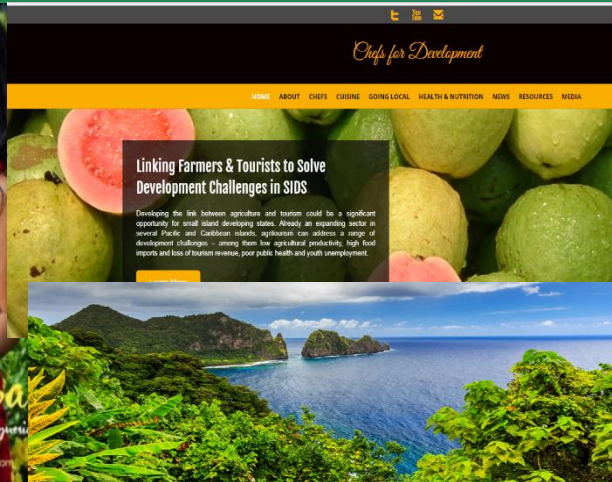 You
Chefs for Development
HOME ABOUT CHEFS CUISINE GOING LOCAL HEALTH & NUTRITION NEWS RESOURCES MEDIA
Linking Farmers & Tourists to Solve
Development Challenges in SIDS
Developing the link between agriculture and tourism could be a significant
opportunity for small island developing states. Already an expanding sector in
several Pacific and Caribbean islands, agritourism can address a range of
development challenges – among them low agricultural productivity, high food
imports and loss of tourism revenue, poor public health and youth unemployment.
Learn More